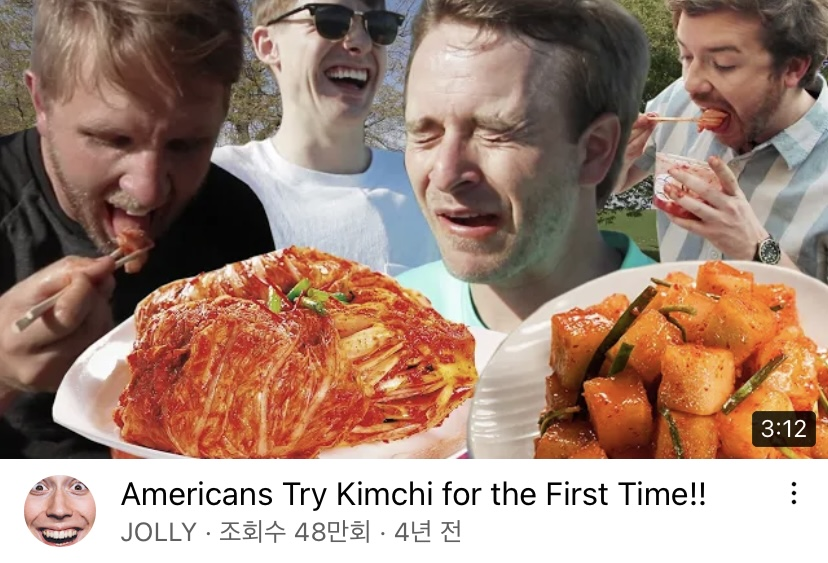 3:12
Americans Try Kimchi for the First Time!!
JOLLY · 조회수 48만회 · 4년 전